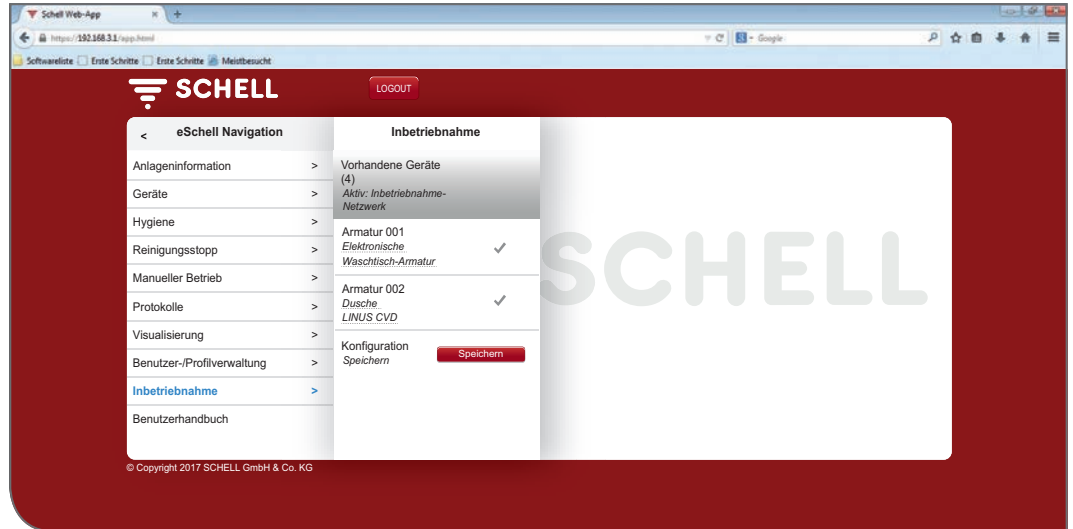 Schell Web-App
https://192.168.3.1/app.html
Google
Softwareliste Erste Schritte Erste Schritte Meistbesucht
SCHELL
LOGOUT
< eSchell Navigation
Anlageninformation >
Geräte >
Hygiene >
Reinigungsstopp >
Manueller Betrieb >
Protokolle >
Visualisierung >
Benutzer-/Profilverwaltung >
Inbetriebnahme >
Benutzerhandbuch
Inbetriebnahme
Vorhandene Geräte
(4)
Aktiv: Inbetriebnahme-
Netzwerk
Armatur 001
Elektronische
Waschtisch-Armatur
Armatur 002
Dusche
LINUS CVD
Konfiguration
Speichern
Speichern
SCHELL
© Copyright 2017 SCHELL GmbH & Co. KG